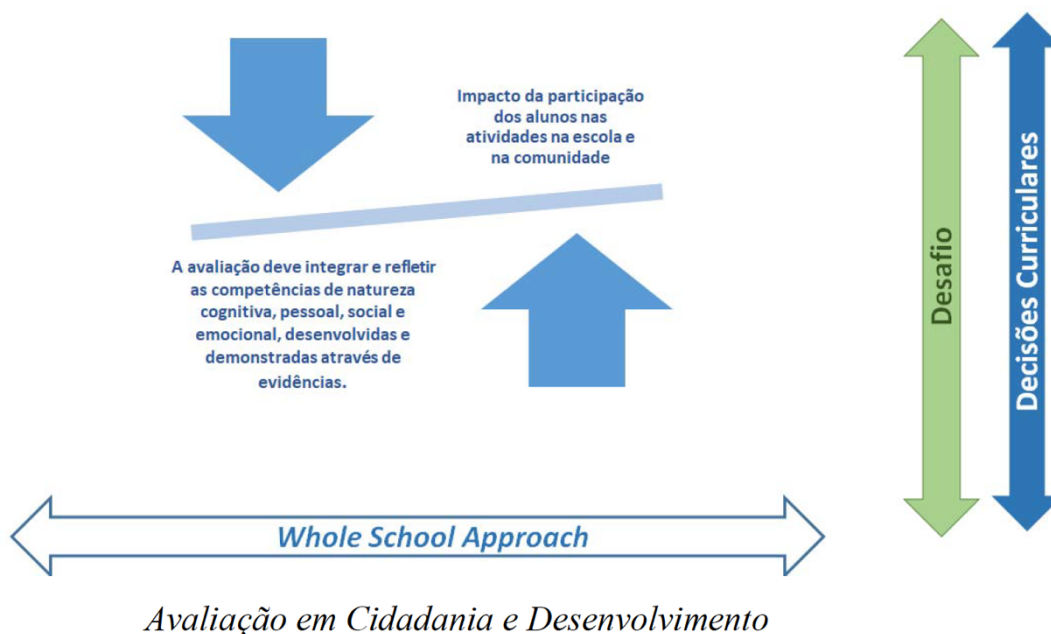 Impacto da participação
dos alunos nas
atividades na escola e
na comunidade
A avaliação deve integrar e refletir
as competências de natureza
cognitiva, pessoal, social e
emocional, desenvolvidas e
demonstradas através de
evidências.
Desafio
Decisões Curriculares
Whole School Approach
Avaliação em Cidadania e Desenvolvimento